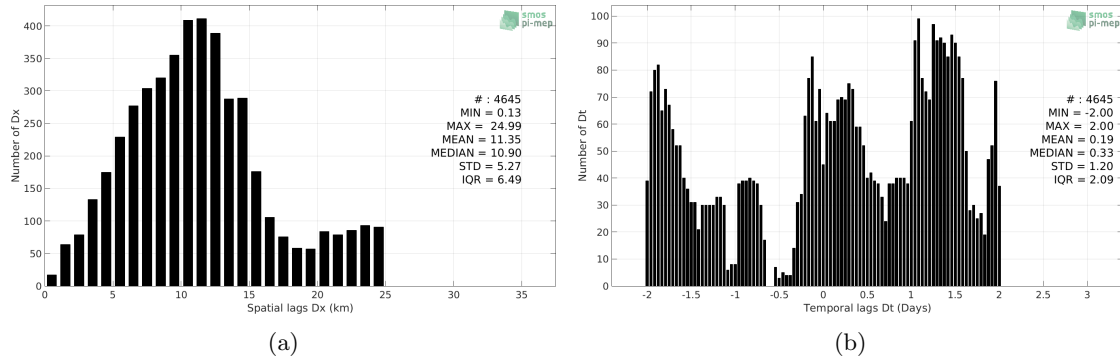 smos
pi-mep
Number of Dx
400
350
300
250
200
150
100
50
0
# : 4645
MIN = 0.13
MAX = 24.99
MEAN = 11.35
MEDIAN = 10.90
STD = 5.27
IQR = 6.49
0 5 10 15 20 25 30 35
Spatial lags Dx (km)
(a)
smos
pi-mep
Number of Dt
100
90
80
70
60
50
40
30
20
10
0
# : 4645
MIN = -2.00
MAX = 2.00
MEAN = 0.19
MEDIAN = 0.33
STD = 1.20
IQR = 2.09
-2 -1.5 -1 -0.5 0 0.5 1 1.5 2 2.5 3
Temporal lags Dt (Days)
(b)